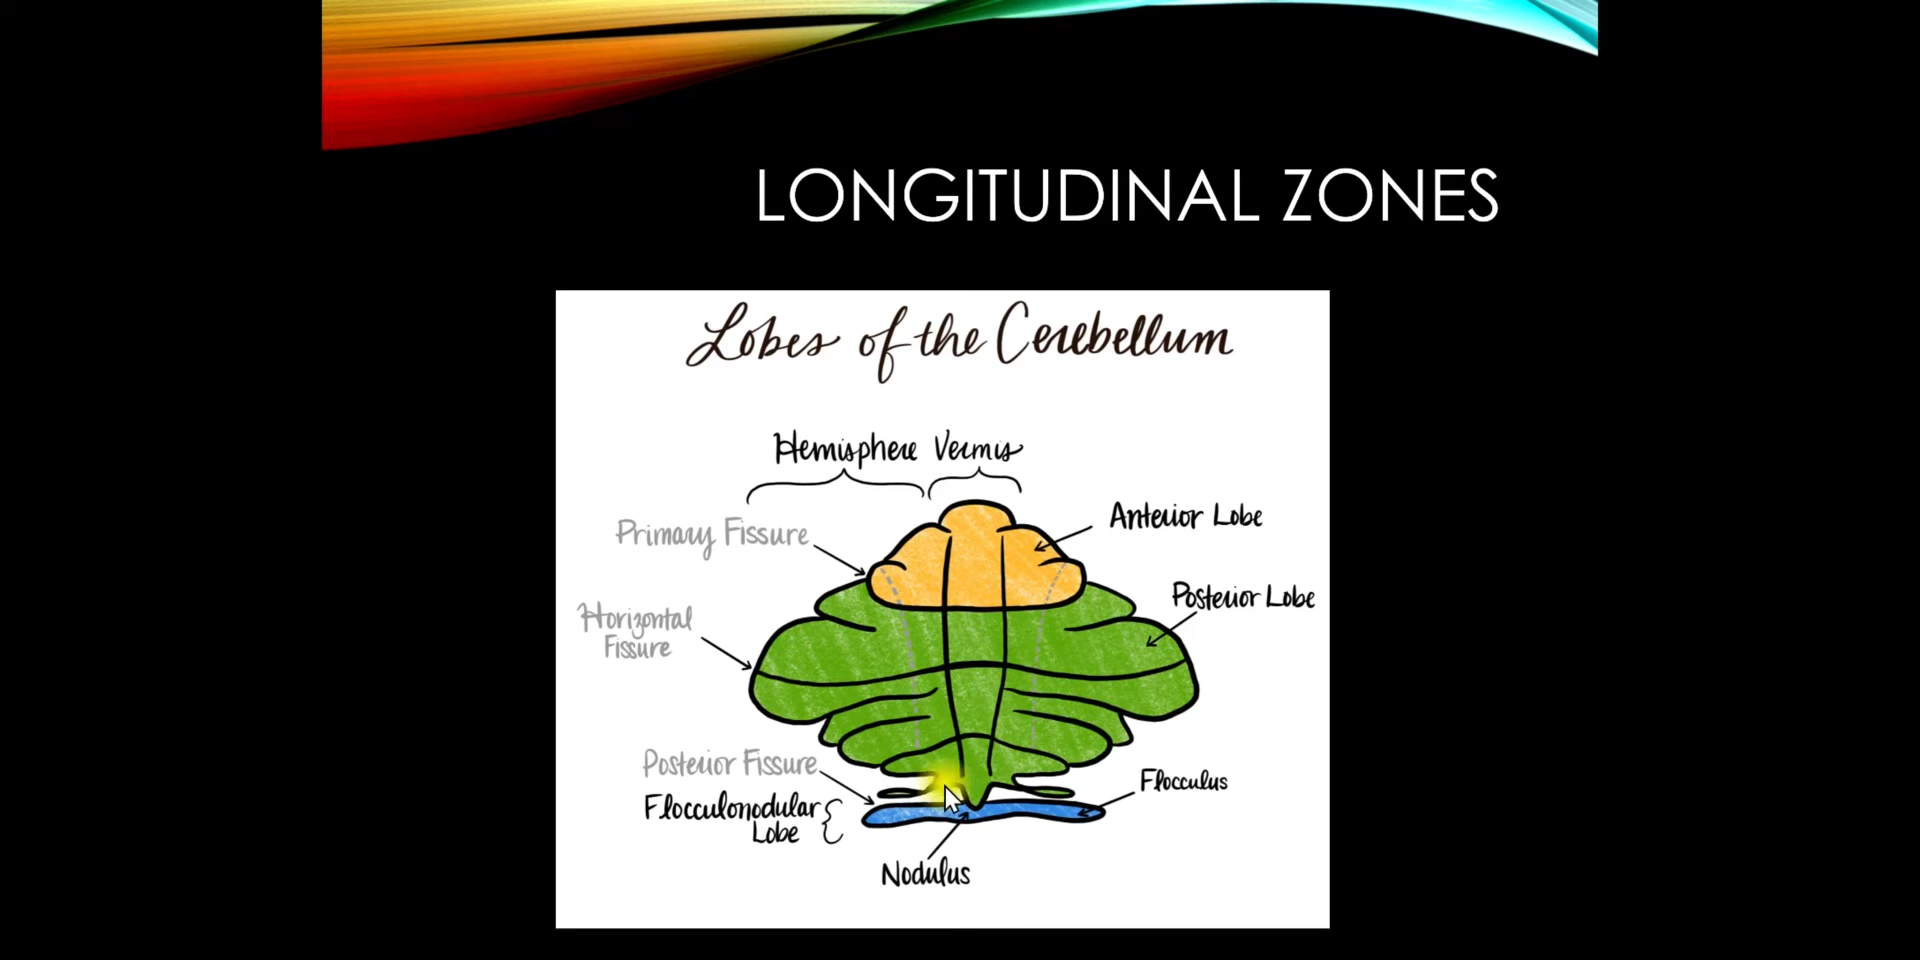 LONGITUDINAL ZONES
Lobes of the Cerebellum
Hemisphere Vermis
Primary Fissure
Anterior Lobe
Horizontal
Fissure
Posterior Lobe
Posterior Fissure
Flocculonodular
Lobe
Flocculus
Nodulus